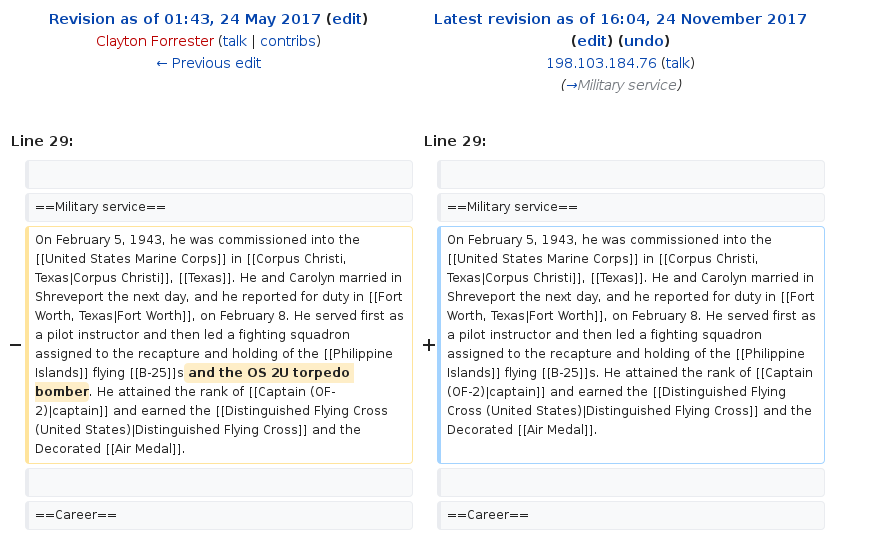 Revision as of 01:43, 24 May 2017 (edit)
Clayton Forrester (talk | contribs)
← Previous edit
Latest revision as of 16:04, 24 November 2017
(edit) (undo)
198.103.184.76 (talk)
(→Military service)
Line 29:
Line 29:
==Military service==
==Military service==
−
On February 5, 1943, he was commissioned into the
[[United States Marine Corps]] in [[Corpus Christi,
Texas|Corpus Christi]], [[Texas]]. He and Carolyn married in
Shreveport the next day, and he reported for duty in [[Fort
Worth, Texas|Fort Worth]], on February 8. He served first as
a pilot instructor and then led a fighting squadron
assigned to the recapture and holding of the [[Philippine
Islands]] flying [[B-25]]s and the OS 2U torpedo
bomber. He attained the rank of [[Captain (OF-
2)|captain]] and earned the [[Distinguished Flying Cross
(United States)|Distinguished Flying Cross]] and the
Decorated [[Air Medal]].
+
On February 5, 1943, he was commissioned into the
[[United States Marine Corps]] in [[Corpus Christi,
Texas|Corpus Christi]], [[Texas]]. He and Carolyn married in
Shreveport the next day, and he reported for duty in [[Fort
Worth, Texas|Fort Worth]], on February 8. He served first as
a pilot instructor and then led a fighting squadron
assigned to the recapture and holding of the [[Philippine
Islands]] flying [[B-25]]s. He attained the rank of [[Captain
(OF-2)|captain]] and earned the [[Distinguished Flying
Cross (United States)|Distinguished Flying Cross]] and the
Decorated [[Air Medal]].
==Career==
==Career==